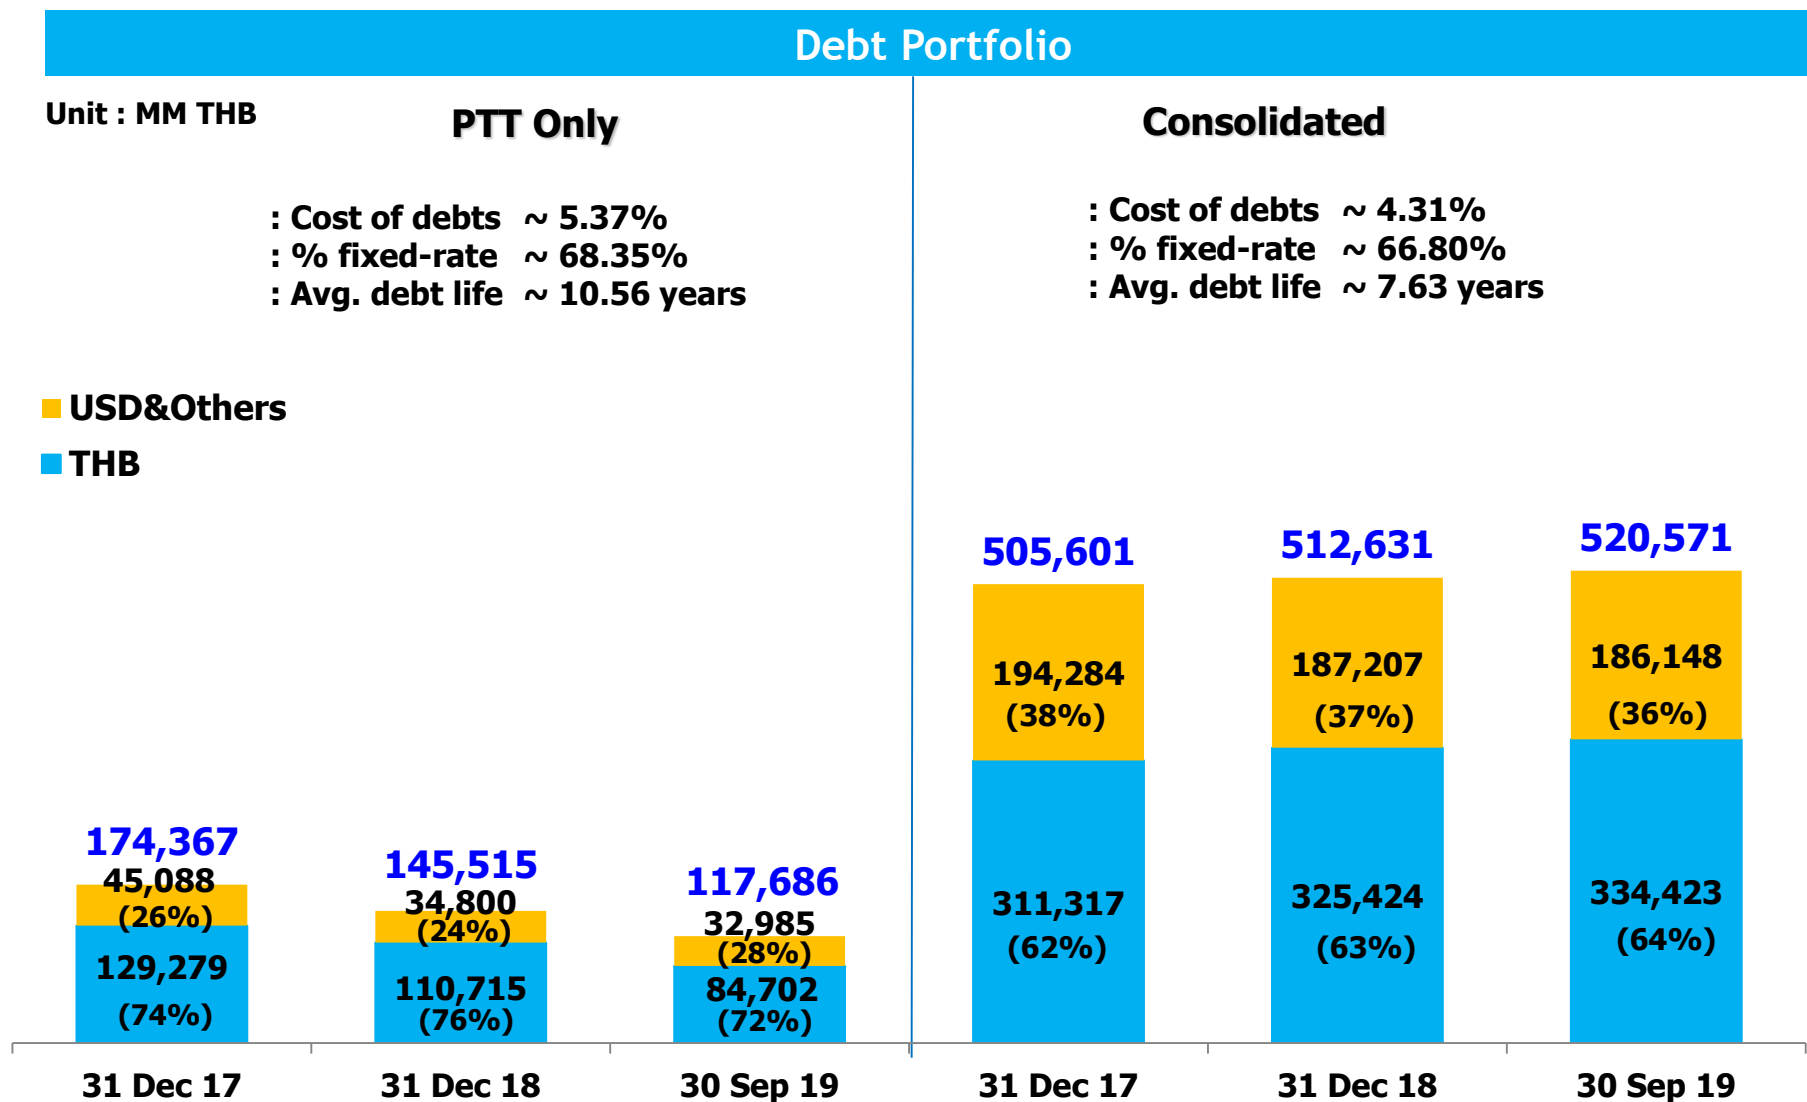 Debt Portfolio
Unit : MM THB
PTT Only
: Cost of debts ~ 5.37%
: % fixed-rate ~ 68.35%
: Avg. debt life ~ 10.56 years
Consolidated
: Cost of debts ~ 4.31%
: % fixed-rate ~ 66.80%
: Avg. debt life ~ 7.63 years
USD&Others
THB
174,367
45,088
(26%)
129,279
(74%)
31 Dec 17
145,515
34,800
(24%)
110,715
(76%)
31 Dec 18
117,686
32,985
(28%)
84,702
(72%)
30 Sep 19
505,601
194,284
(38%)
311,317
(62%)
31 Dec 17
512,631
187,207
(37%)
325,424
(63%)
31 Dec 18
520,571
186,148
(36%)
334,423
(64%)
30 Sep 19